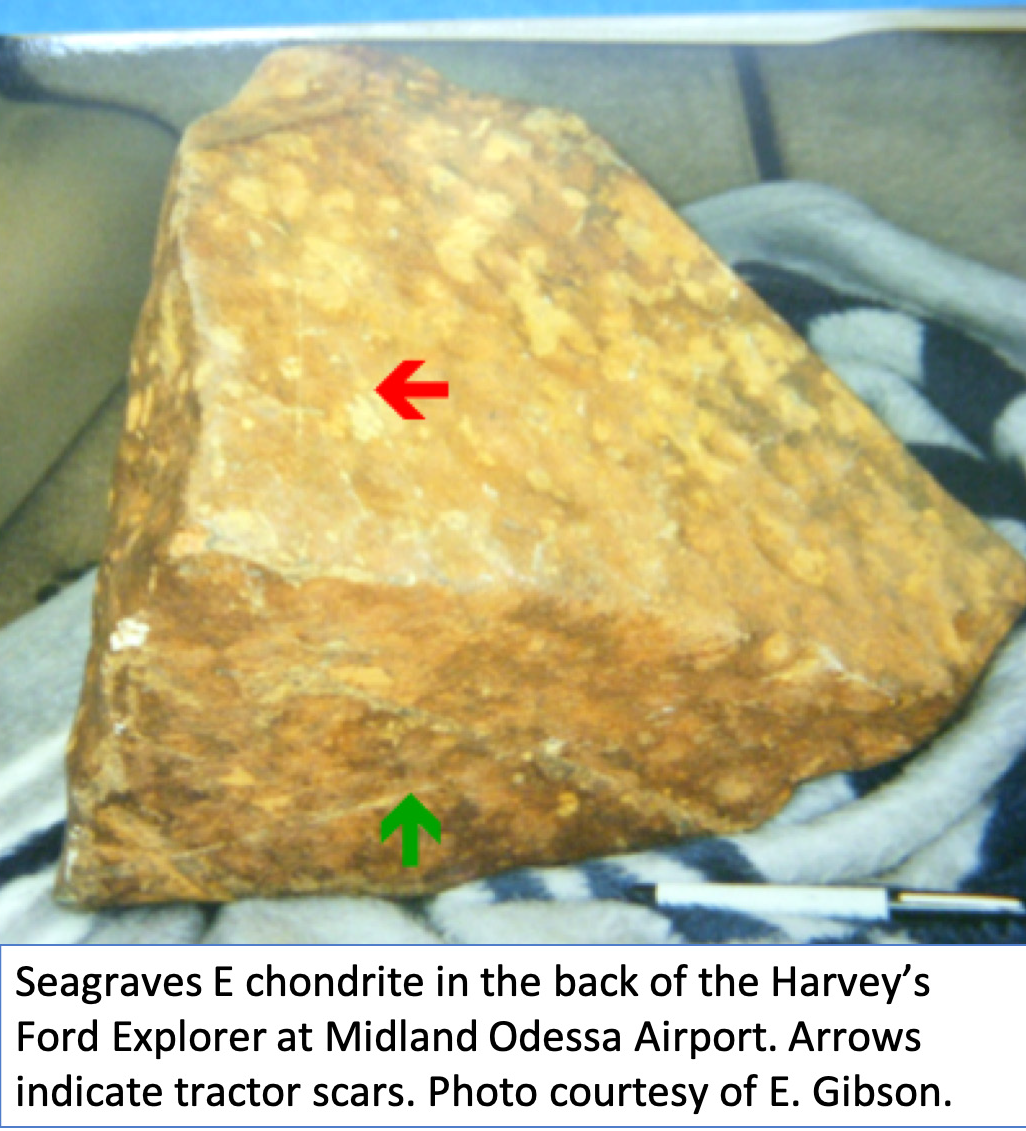 Seagraves E chondrite in the back of the Harvey’s
Ford Explorer at Midland Odessa Airport. Arrows
indicate tractor scars. Photo courtesy of E. Gibson.